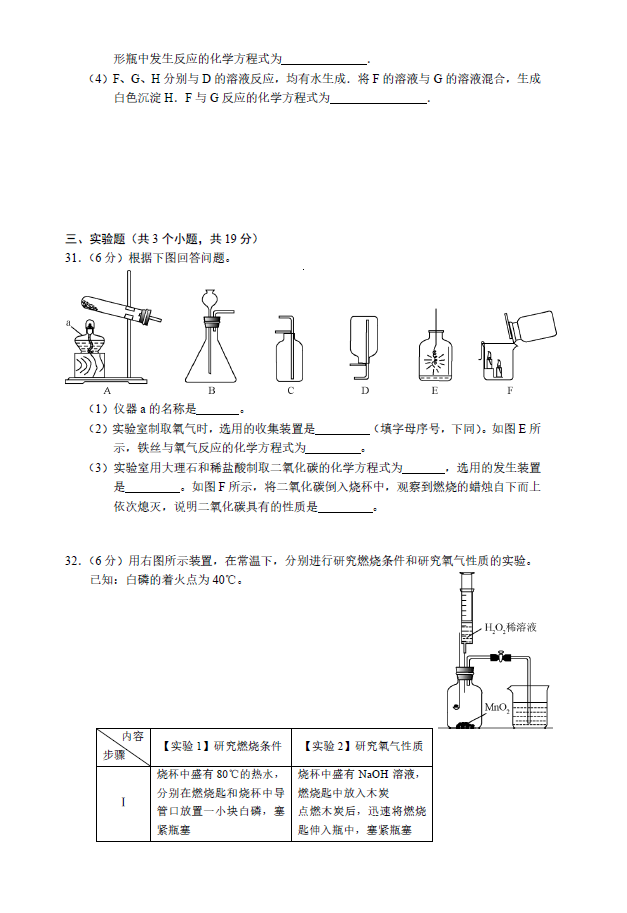 形瓶中发生反应的化学方程式为______________.
（4）F、G、H 分别与 D 的溶液反应，均有水生成．将 F 的溶液与 G 的溶液混合，生成
白色沉淀 H．F 与 G 反应的化学方程式为________________.
三、实验题（共 3 个小题，共 19 分）
31.（6 分）根据下图回答问题。
a
A B C D E F
（1）仪器 a 的名称是_______。
（2）实验室制取氧气时，选用的收集装置是_________（填字母序号，下同）。如图 E 所
示，铁丝与氧气反应的化学方程式为_________。
（3）实验室用大理石和稀盐酸制取二氧化碳的化学方程式为_______，选用的发生装置
是_________。如图 F 所示，将二氧化碳倒入烧杯中，观察到燃烧的蜡烛自下而上
依次熄灭，说明二氧化碳具有的性质是_________。
32.（6 分）用右图所示装置，在常温下，分别进行研究燃烧条件和研究氧气性质的实验。
已知：白磷的着火点为 40℃。
H₂O₂稀溶液
MnO₂
内容
步骤
【实验 1】研究燃烧条件
【实验 2】研究氧气性质
Ⅰ
烧杯中盛有 80℃的热水，
分别在燃烧匙和烧杯中导
管口放置一小块白磷，塞
紧瓶塞
烧杯中盛有 NaOH 溶液，
燃烧匙中放入木炭
点燃木炭后，迅速将燃烧
匙伸入瓶中，塞紧瓶塞